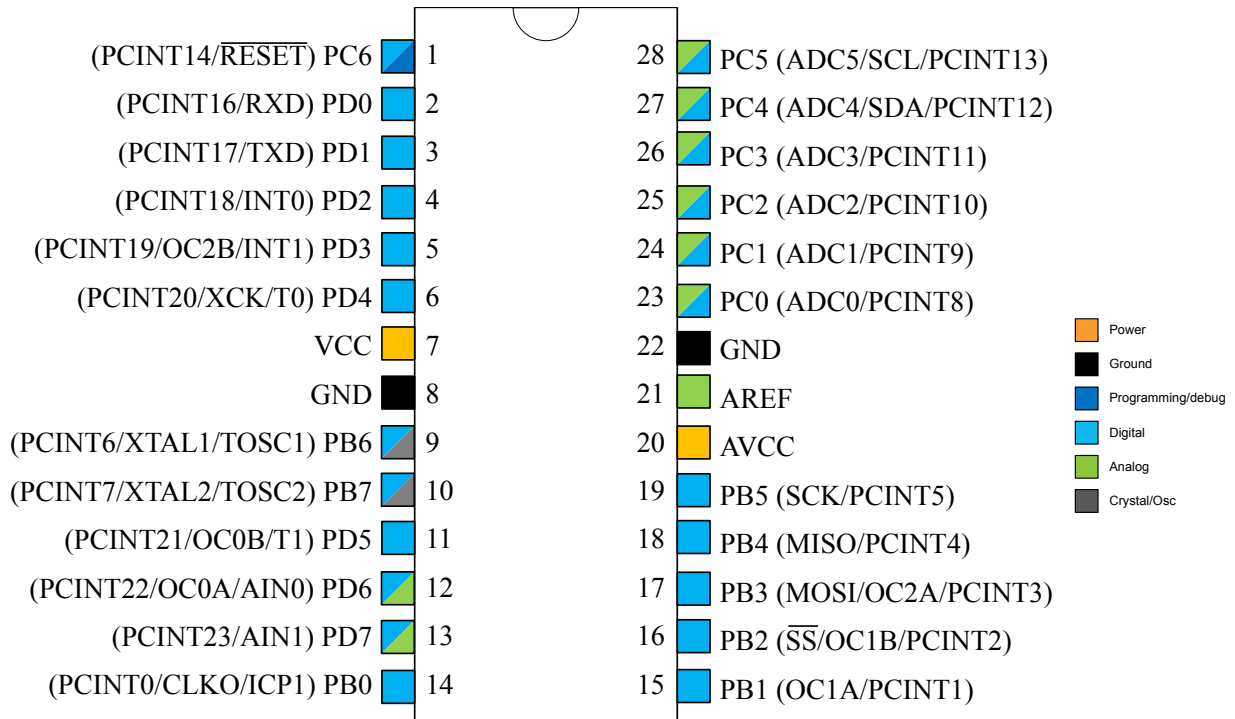 (PCINT14/RESET) PC6 1
(PCINT16/RXD) PD0 2
(PCINT17/TXD) PD1 3
(PCINT18/INT0) PD2 4
(PCINT19/OC2B/INT1) PD3 5
(PCINT20/XCK/T0) PD4 6
VCC 7
GND 8
(PCINT6/XTAL1/TOSC1) PB6 9
(PCINT7/XTAL2/TOSC2) PB7 10
(PCINT21/OC0B/T1) PD5 11
(PCINT22/OC0A/AIN0) PD6 12
(PCINT23/AIN1) PD7 13
(PCINT0/CLKO/ICP1) PB0 14
28 PC5 (ADC5/SCL/PCINT13)
27 PC4 (ADC4/SDA/PCINT12)
26 PC3 (ADC3/PCINT11)
25 PC2 (ADC2/PCINT10)
24 PC1 (ADC1/PCINT9)
23 PC0 (ADC0/PCINT8)
22 GND
21 AREF
20 AVCC
19 PB5 (SCK/PCINT5)
18 PB4 (MISO/PCINT4)
17 PB3 (MOSI/OC2A/PCINT3)
16 PB2 (SS/OC1B/PCINT2)
15 PB1 (OC1A/PCINT1)
Power
Ground
Programming/debug
Digital
Analog
Crystal/Osc